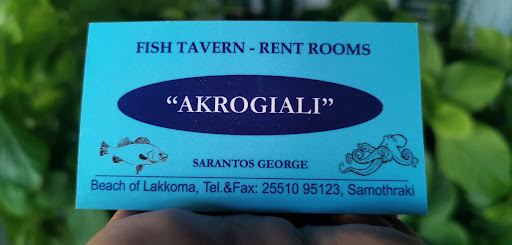 FISH TAVERN - RENT ROOMS
“AKROGIALI”
SARANTOS GEORGE
Beach of Lakkoma, Tel.&Fax: 25510 95123, Samothraki